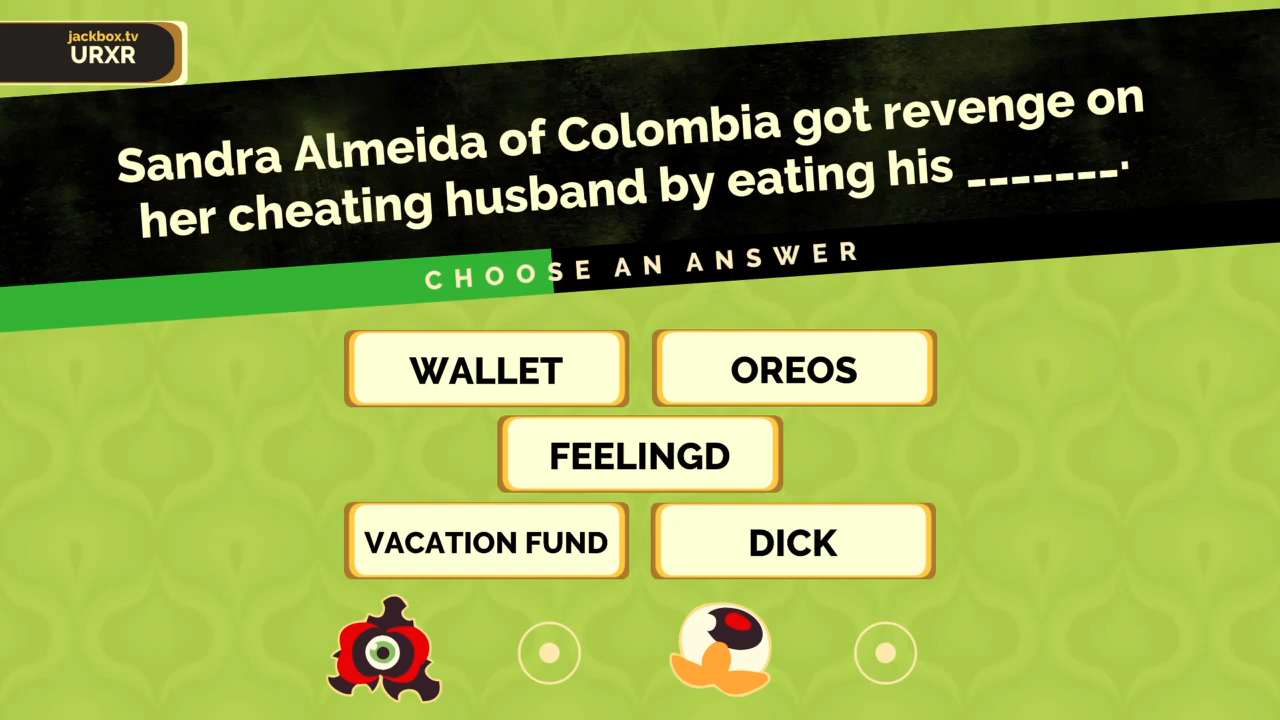 jackbox.tv
URXR
Sandra Almeida of Colombia got revenge on
her cheating husband by eating his _______.
CHOOSE AN ANSWER
WALLET
OREOS
FEELINGD
VACATION FUND
DICK